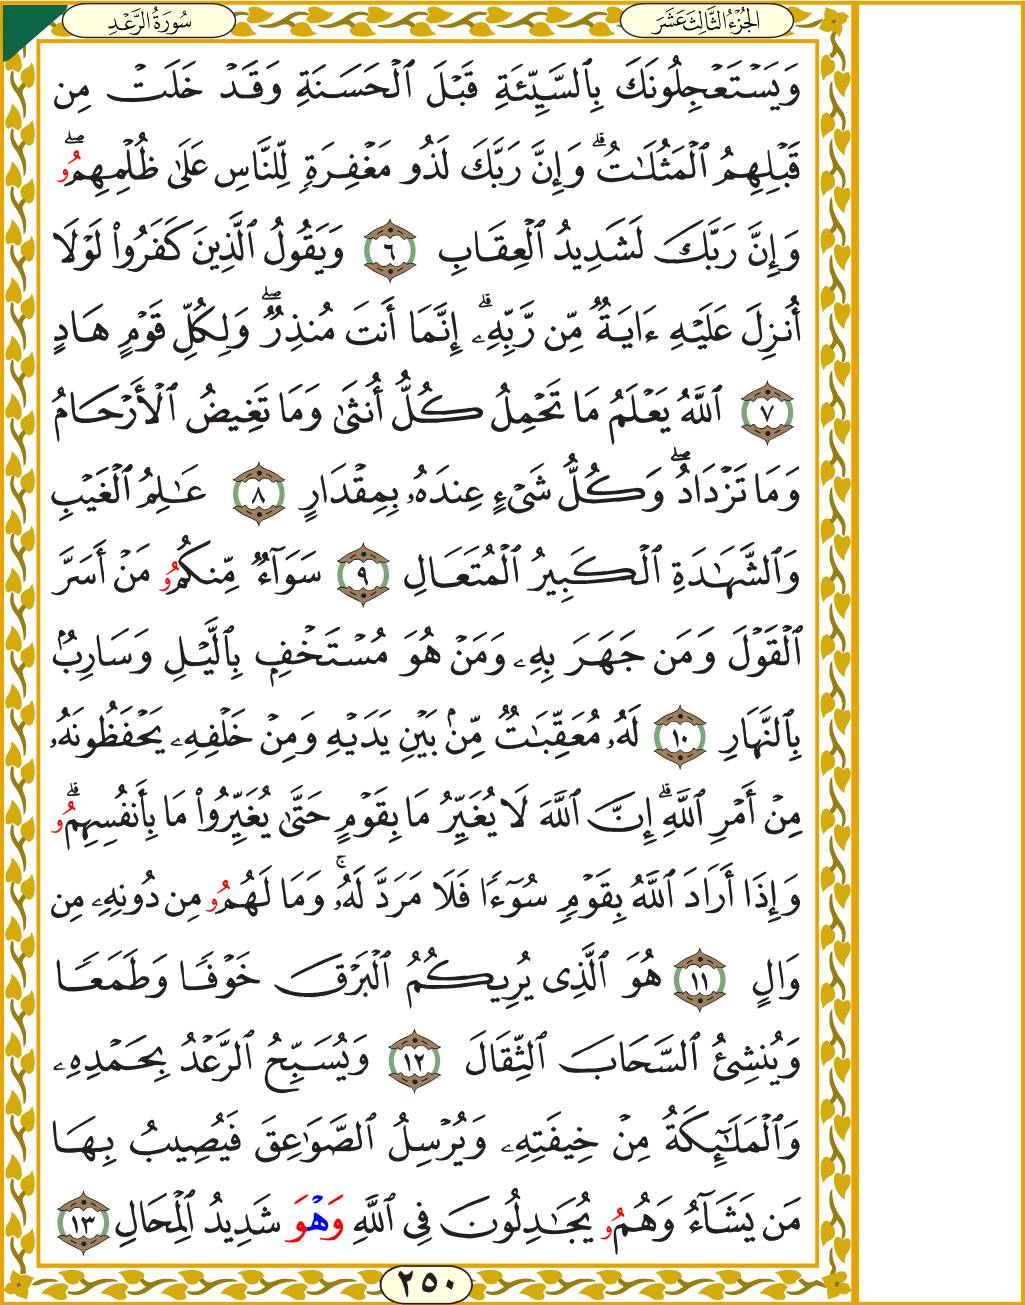 سُورَةُ الرَّعْدِ
الجُزْءُ الثَّالِثَ عَشَرَ
وَيَسْتَعْجِلُونَكَ بِٱلسَّيِّئَةِ قَبْلَ ٱلْحَسَنَةِ وَقَدْ خَلَتْ مِن
قَبْلِهِمُ ٱلْمَثُلَٰتُۗ وَإِنَّ رَبَّكَ لَذُو مَغْفِرَةٍۢ لِّلنَّاسِ عَلَىٰ ظُلْمِهِمُۥۖ
وَإِنَّ رَبَّكَ لَشَدِيدُ ٱلْعِقَابِ ٦ وَيَقُولُ ٱلَّذِينَ كَفَرُوا۟ لَوْلَا
أُنزِلَ عَلَيْهِ ءَايَةٌ مِّن رَّبِّهِۦۗ إِنَّمَا أَنتَ مُنذِرٌۖ وَلِكُلِّ قَوْمٍ هَادٍ
٧ ٱللَّهُ يَعْلَمُ مَا تَحْمِلُ كُلُّ أُنثَىٰ وَمَا تَغِيضُ ٱلْأَرْحَامُ
وَمَا تَزْدَادُۖ وَكُلُّ شَىْءٍ عِندَهُۥ بِمِقْدَارٍ ٨ عَٰلِمُ ٱلْغَيْبِ
وَٱلشَّهَٰدَةِ ٱلْكَبِيرُ ٱلْمُتَعَالِ ٩ سَوَآءٌ مِّنكُمُۥ مَنْ أَسَرَّ
ٱلْقَوْلَ وَمَن جَهَرَ بِهِۦ وَمَنْ هُوَ مُسْتَخْفٍۭ بِٱلَّيْلِ وَسَارِبٌۢ
بِٱلنَّهَارِ ١٠ لَهُۥ مُعَقِّبَٰتٌ مِّنۢ بَيْنِ يَدَيْهِ وَمِنْ خَلْفِهِۦ يَحْفَظُونَهُۥ
مِنْ أَمْرِ ٱللَّهِۗ إِنَّ ٱللَّهَ لَا يُغَيِّرُ مَا بِقَوْمٍ حَتَّىٰ يُغَيِّرُوا۟ مَا بِأَنفُسِهِمُۥۗ
وَإِذَا أَرَادَ ٱللَّهُ بِقَوْمٍۢ سُوٓءًا فَلَا مَرَدَّ لَهُۥۚ وَمَا لَهُمُۥ مِن دُونِهِۦ مِن
وَالٍ ١١ هُوَ ٱلَّذِى يُرِيكُمُ ٱلْبَرْقَ خَوْفًا وَطَمَعًا
وَيُنشِئُ ٱلسَّحَابَ ٱلثِّقَالَ ١٢ وَيُسَبِّحُ ٱلرَّعْدُ بِحَمْدِهِۦ
وَٱلْمَلَٰٓئِكَةُ مِنْ خِيفَتِهِۦ وَيُرْسِلُ ٱلصَّوَٰعِقَ فَيُصِيبُ بِهَا
مَن يَشَآءُ وَهُمُۥ يُجَٰدِلُونَ فِى ٱللَّهِ وَهْوَ شَدِيدُ ٱلْمِحَالِ ١٣
٢٥٠